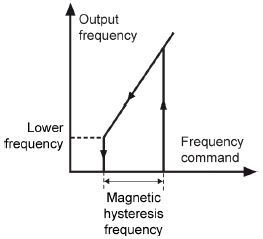 Output
frequency
Lower
frequency
Frequency
command
Magnetic
hysteresis
frequency